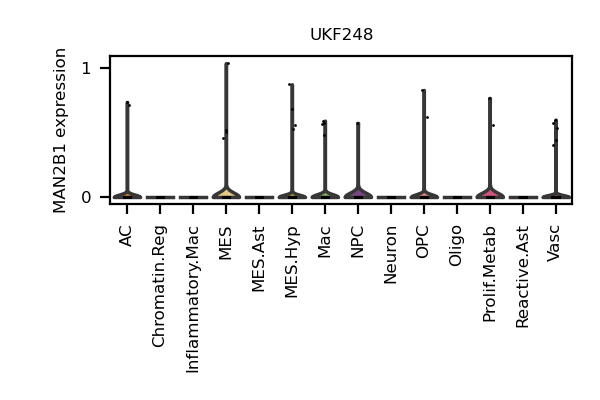 UKF248
MAN2B1 expression
1
0
AC
Chromatin.Reg
Inflammatory.Mac
MES
MES.Ast
MES.Hyp
Mac
NPC
Neuron
OPC
Oligo
Prolif.Metab
Reactive.Ast
Vasc